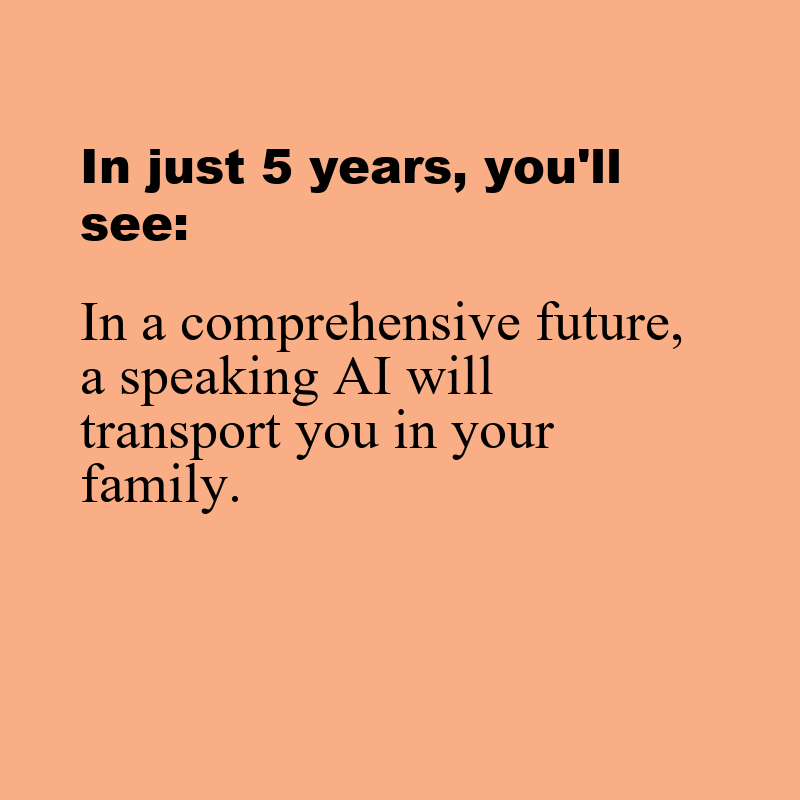 In just 5 years, you'll
see:
In a comprehensive future,
a speaking AI will
transport you in your
family.